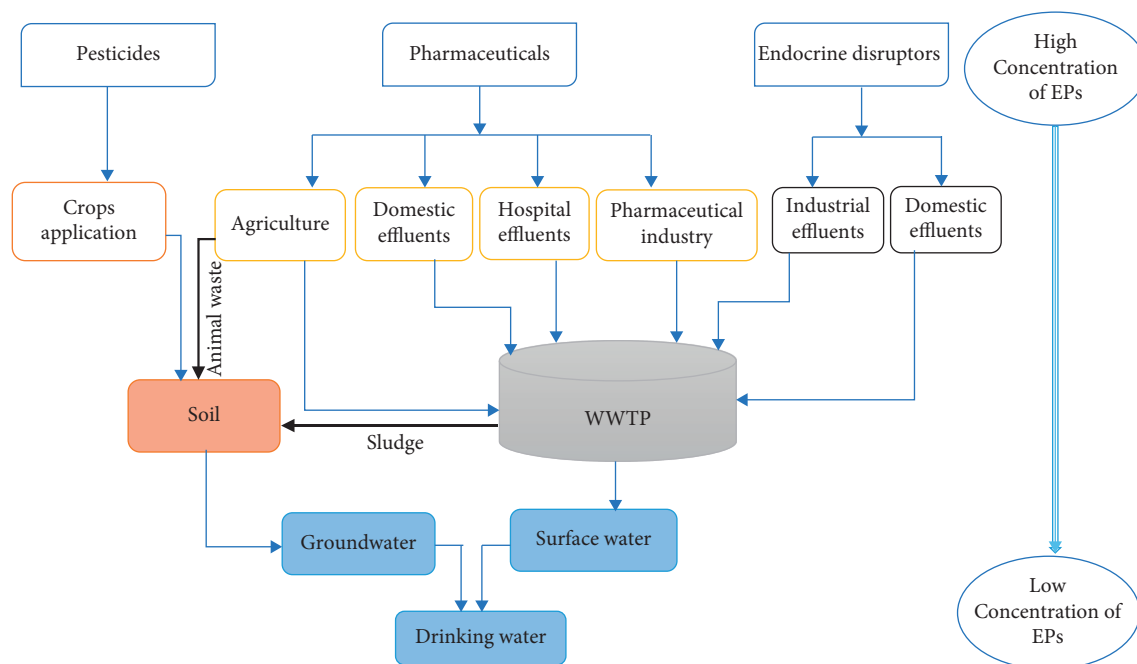 Pesticides
Pharmaceuticals
Endocrine disruptors
High
Concentration
of EPs
Crops
application
Agriculture
Domestic
effluents
Hospital
effluents
Pharmaceutical
industry
Industrial
effluents
Domestic
effluents
Animal waste
Soil
Sludge
WWTP
Groundwater
Surface water
Drinking water
Low
Concentration of
EPs